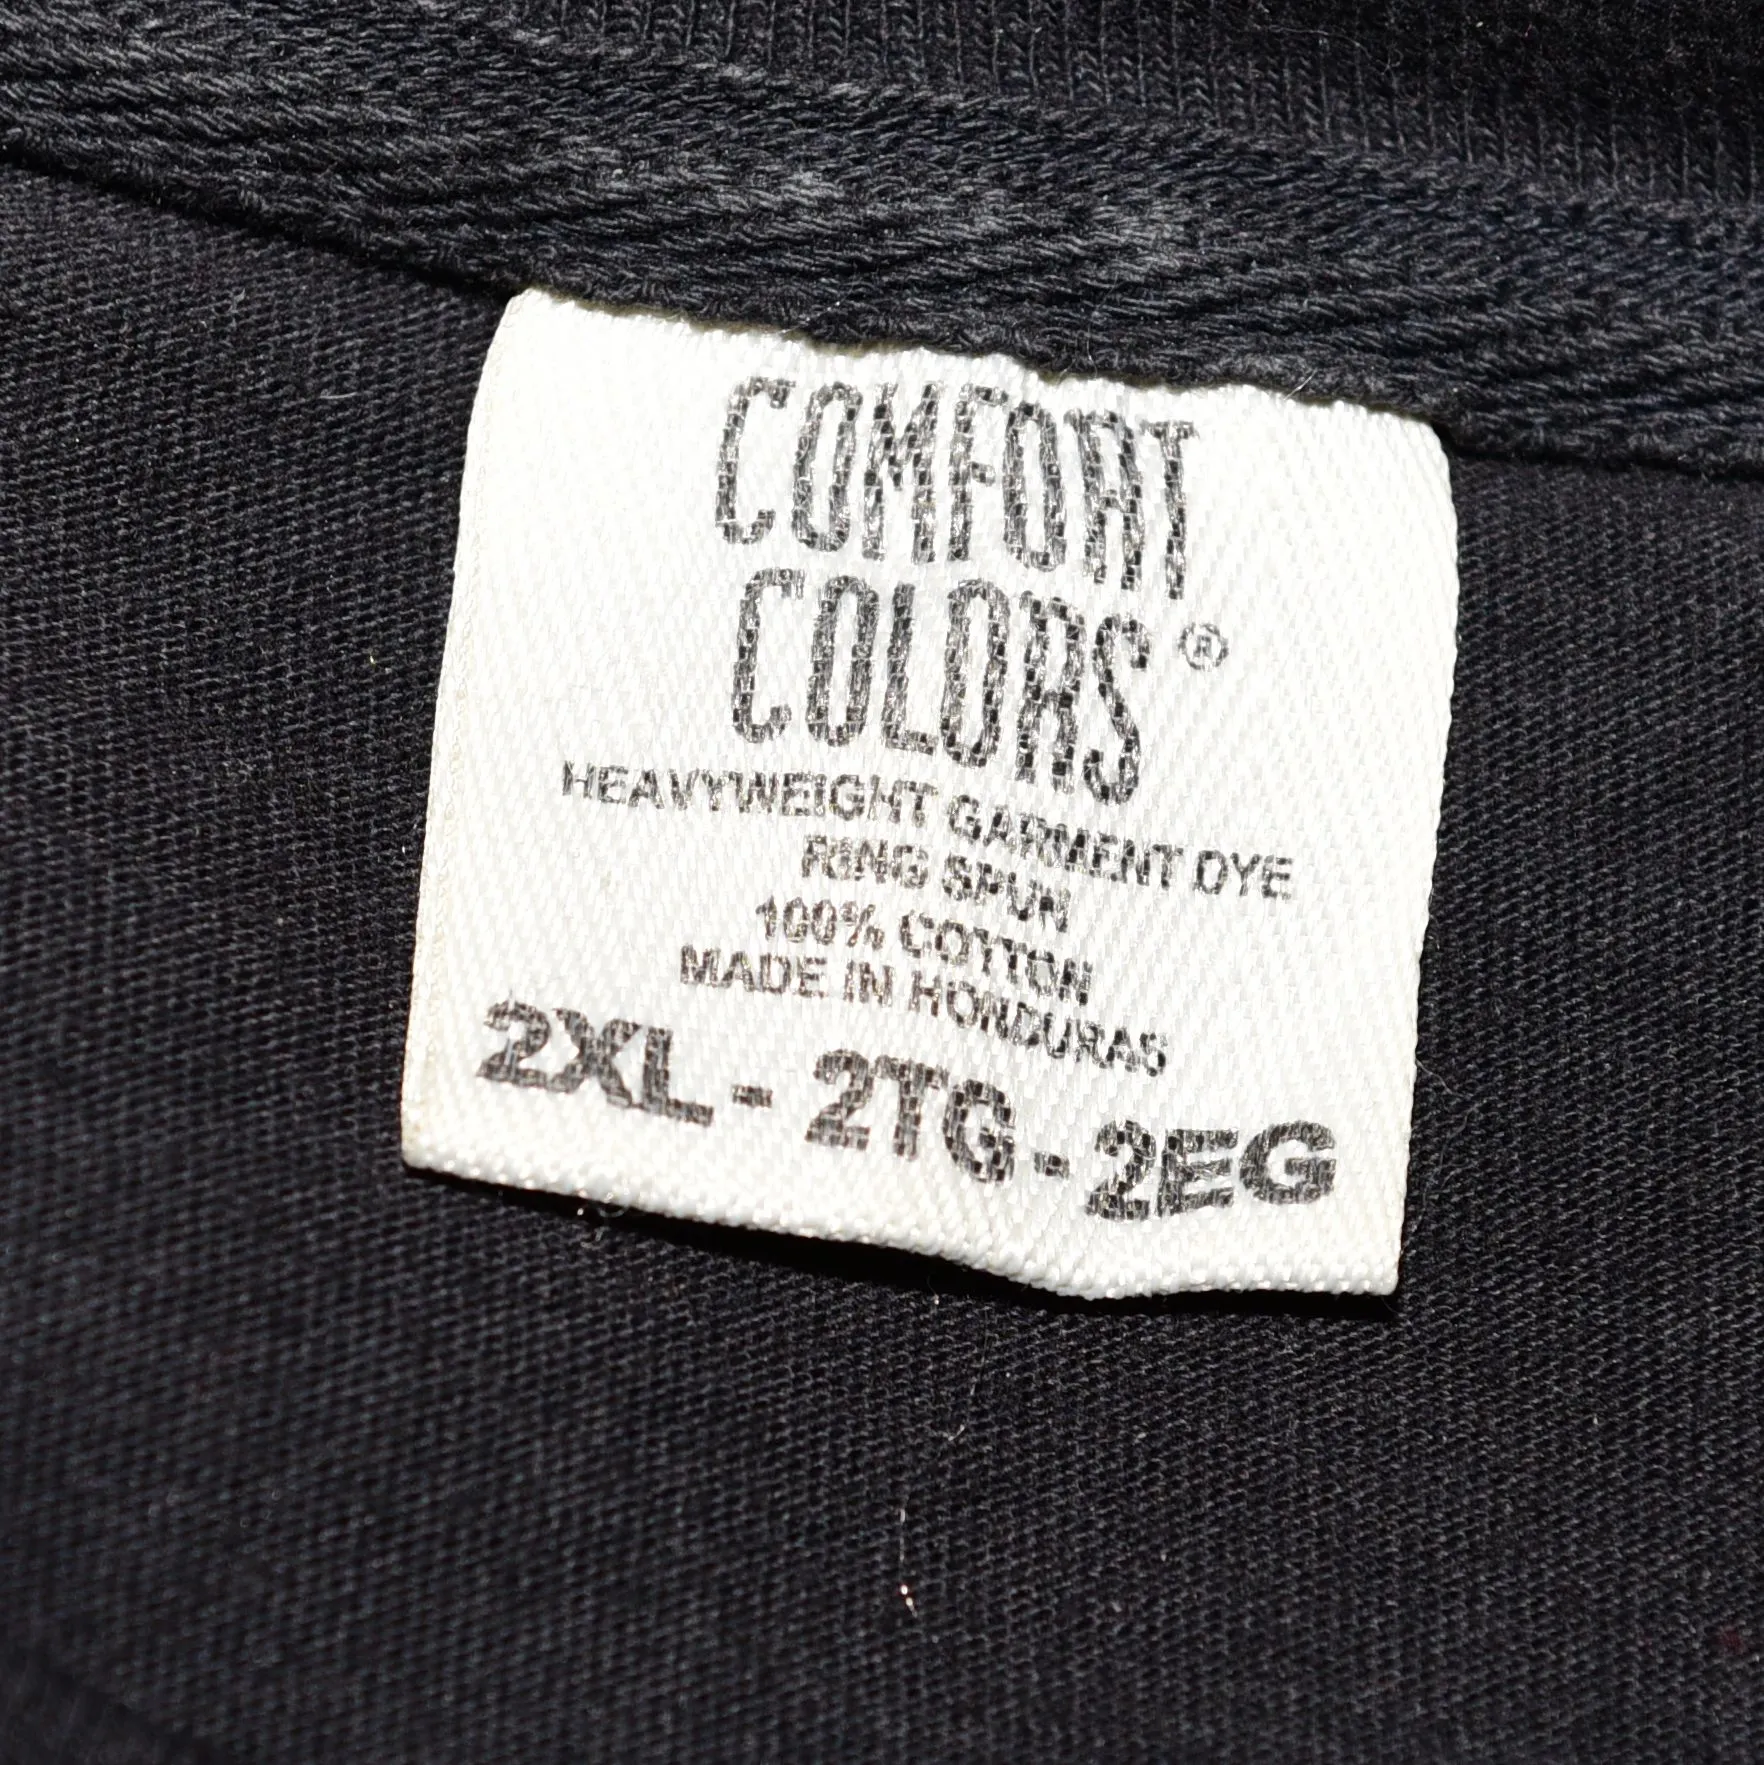 COMFORT
COLORS®
HEAVYWEIGHT GARMENT DYE
RING SPUN
100% COTTON
MADE IN HONDURAS
2XL - 2TG - 2EG